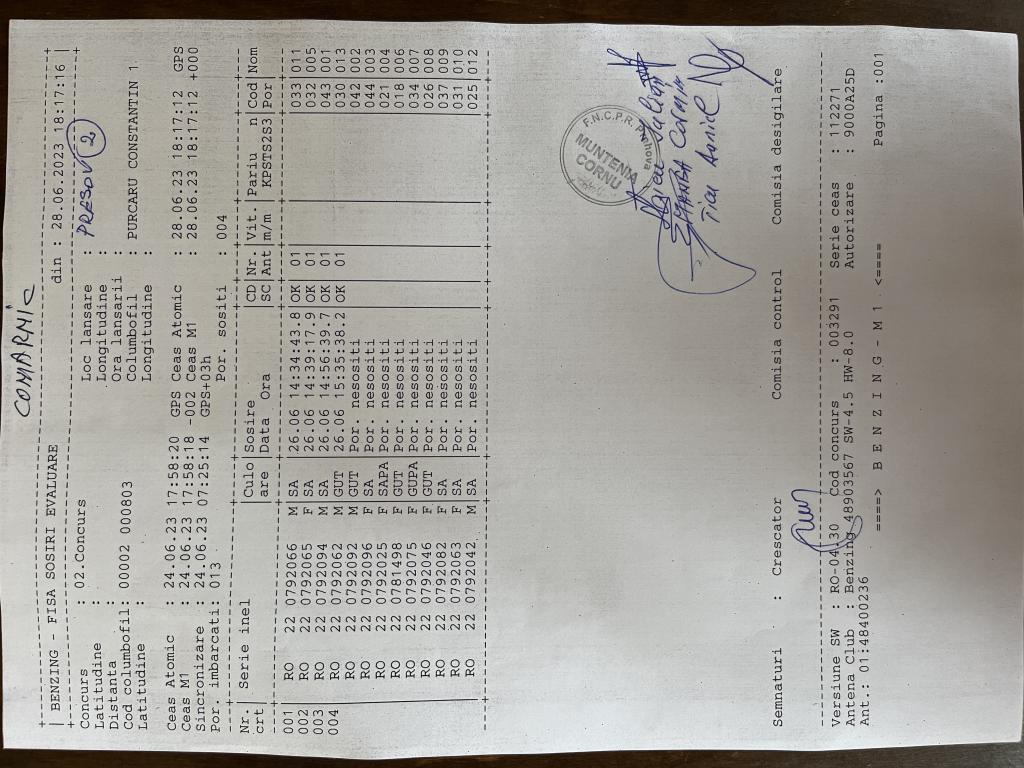 COMARNIC
BENZING - FISA SOSIRI EVALUARE din : 28.06.2023 18:17:16
Concurs : 02.Concurs Loc lansare : PRESOV 2
Latitudine : Longitudine :
Distanta : Ora lansarii :
Cod columbofil: 00002 000803 Columbofil : PURCARU CONSTANTIN 1.
Latitudine : Longitudine :
Ceas Atomic : 24.06.23 17:58:20 GPS Ceas Atomic : 28.06.23 18:17:12 GPS
Ceas M1 : 24.06.23 17:58:18 -002 Ceas M1 : 28.06.23 18:17:12 +000
Sincronizare : 24.06.23 07:25:14 GPS+03h
Por. imbarcati: 013 Por. sositi : 004
Nr. | Serie inel |Culo|Sosire |CD|Nr.|Vit.|Pariu n|Cod|Nom
crt |are |Data Ora |SC|Ant|m/m |KPSTS2S3|Por|
001 RO 22 0792066 M SA 26.06 14:34:43.8 OK 01 033 011
002 RO 22 0792065 F SA 26.06 14:39:17.9 OK 01 032 005
003 RO 22 0792094 M SA 26.06 14:56:39.7 OK 01 043 001
004 RO 22 0792062 M GUT 26.06 15:35:38.2 OK 01 030 013
RO 22 0792092 M GUT Por. nesositi 042 002
RO 22 0792096 F SA Por. nesositi 044 003
RO 22 0792025 F SAPA Por. nesositi 021 004
RO 22 0781498 F GUT Por. nesositi 018 006
RO 22 0792075 F GUPA Por. nesositi 034 007
RO 22 0792046 F GUT Por. nesositi 026 008
RO 22 0792082 F SA Por. nesositi 037 009
RO 22 0792063 F SA Por. nesositi 031 010
RO 22 0792042 M SA Por. nesositi 025 012
F.N.C.P.R. Prahova
MUNTENIA
CORNU
Semnaturi : Crescator Comisia control Comisia desigilare
Versiune SW : RO-04.30 Cod concurs : 003291 Serie ceas : 112271
Antena Club : Benzing 48903567 SW-4.5 HW-8.0 Autorizare : 9000A25D
Ant.: 01:48400236
====> B E N Z I N G - M 1 <==== Pagina :001